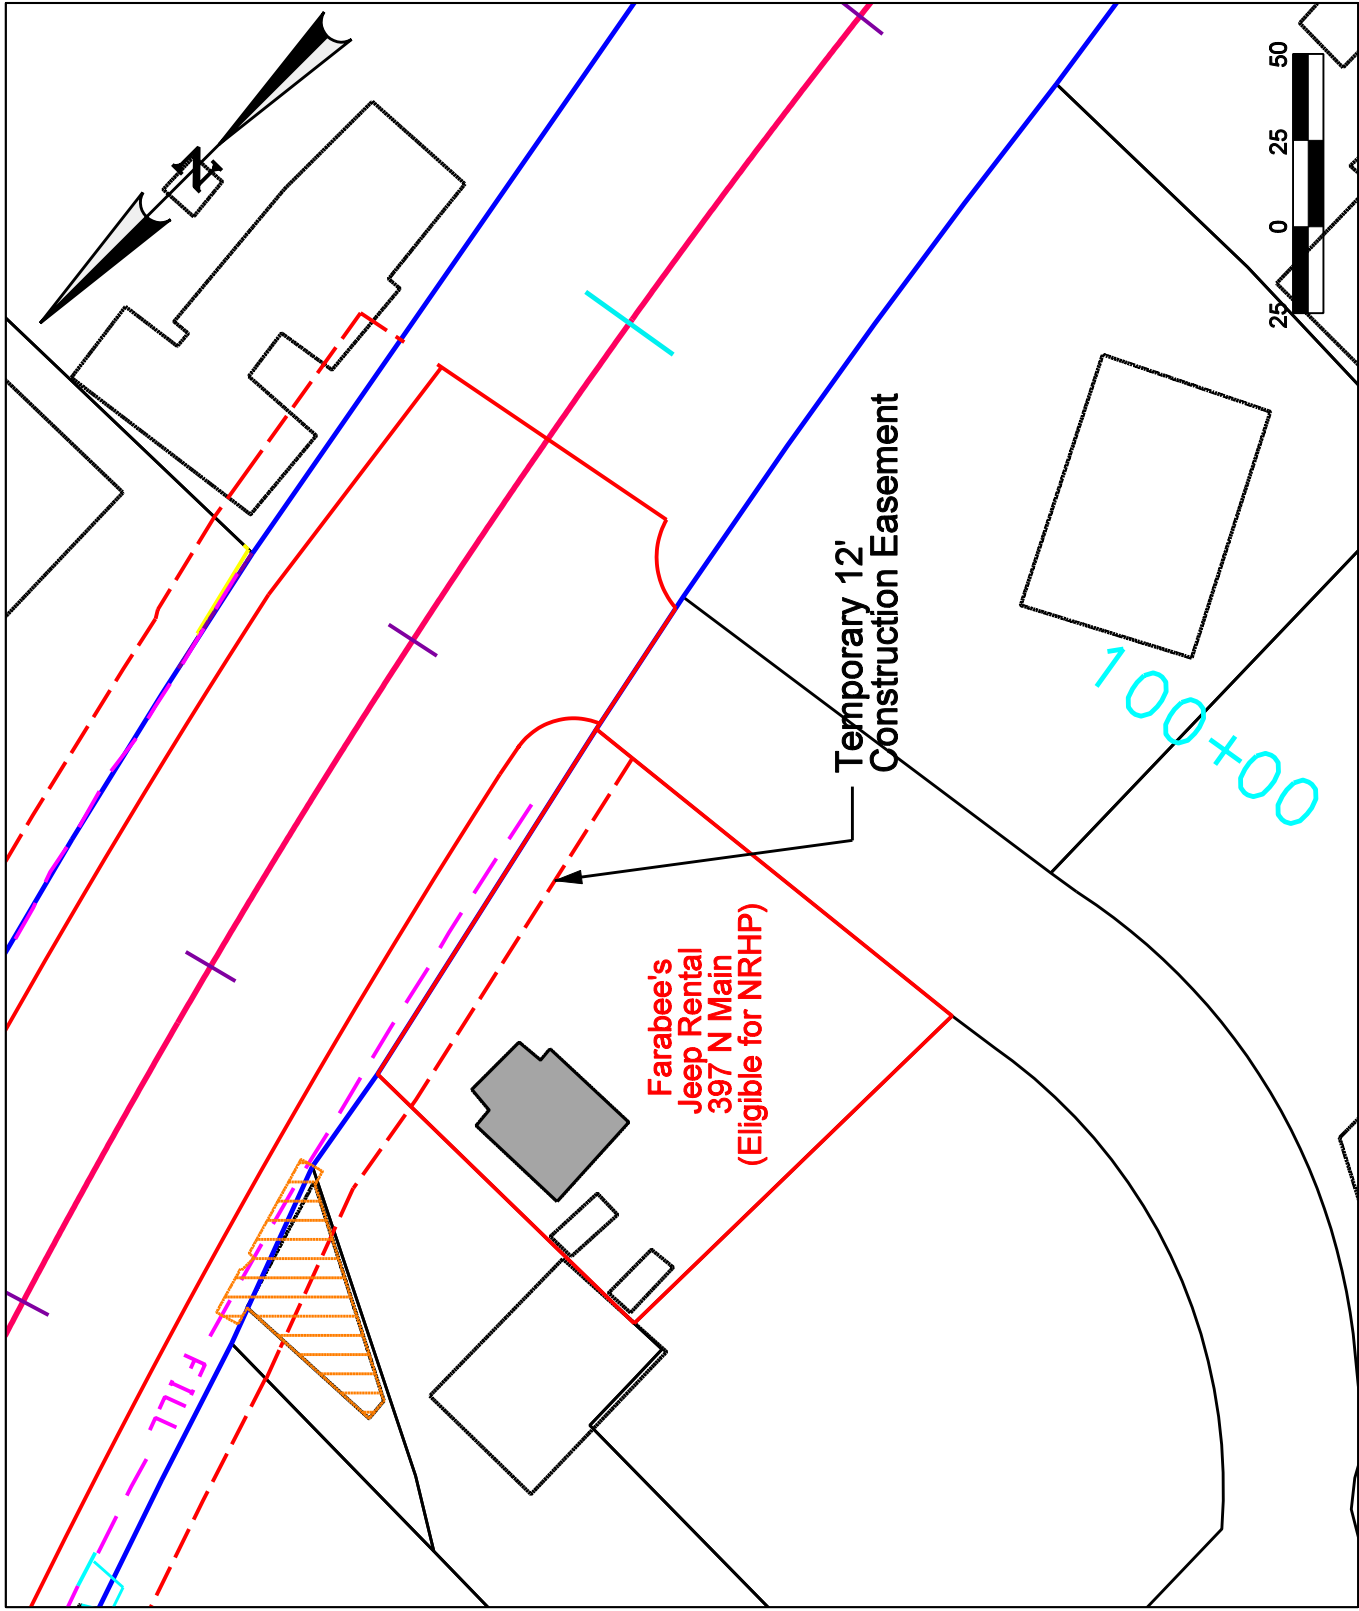 N
50
25
0
25
Temporary 12'
Construction Easement
100+00
Farabee's
Jeep Rental
397 N Main
(Eligible for NRHP)
FILL